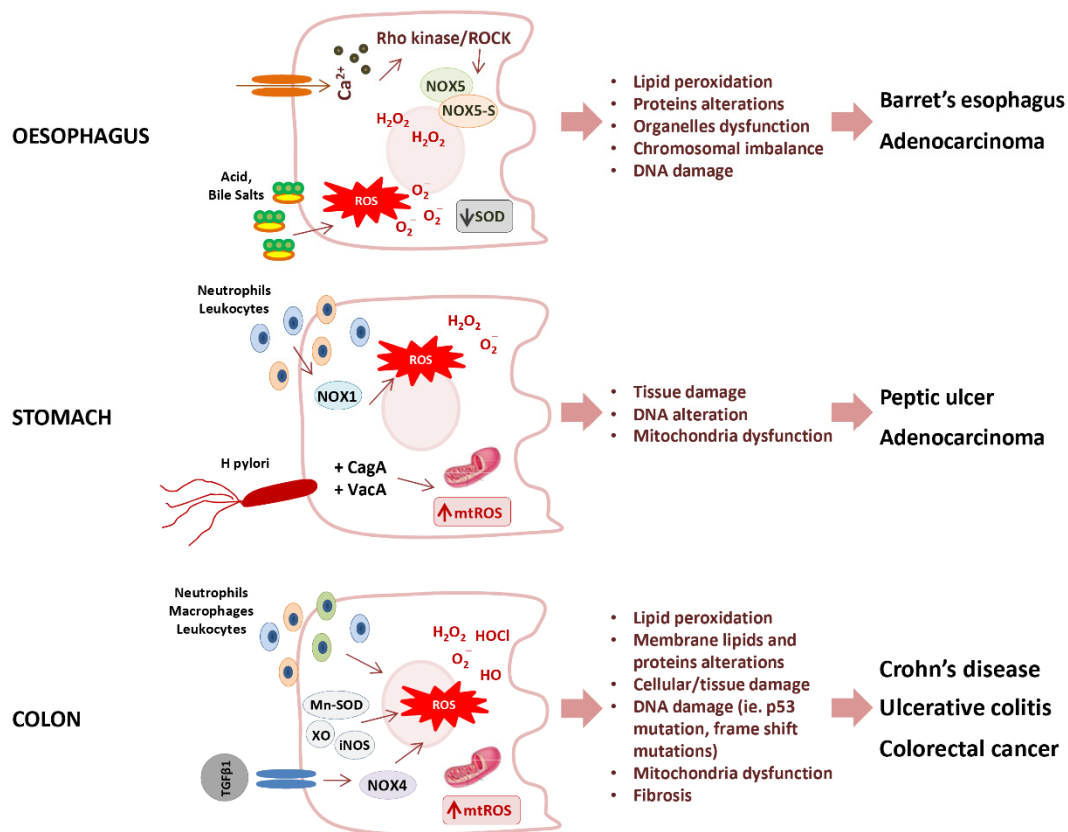 OESOPHAGUS
Ca²⁺
Rho kinase/ROCK
NOX5
NOX5-S
H₂O₂
H₂O₂
Acid,
Bile Salts
ROS
O₂⁻
O₂⁻
O₂⁻
↓SOD
• Lipid peroxidation
• Proteins alterations
• Organelles dysfunction
• Chromosomal imbalance
• DNA damage
Barret's esophagus
Adenocarcinoma
STOMACH
Neutrophils
Leukocytes
NOX1
ROS
H₂O₂
O₂⁻
H pylori
+ CagA
+ VacA
↑mtROS
• Tissue damage
• DNA alteration
• Mitochondria dysfunction
Peptic ulcer
Adenocarcinoma
COLON
Neutrophils
Macrophages
Leukocytes
H₂O₂ HOCl
O₂⁻
HO
ROS
Mn-SOD
XO
iNOS
TGFβ1
NOX4
↑mtROS
• Lipid peroxidation
• Membrane lipids and
proteins alterations
• Cellular/tissue damage
• DNA damage (ie. p53
mutation, frame shift
mutations)
• Mitochondria dysfunction
• Fibrosis
Crohn's disease
Ulcerative colitis
Colorectal cancer